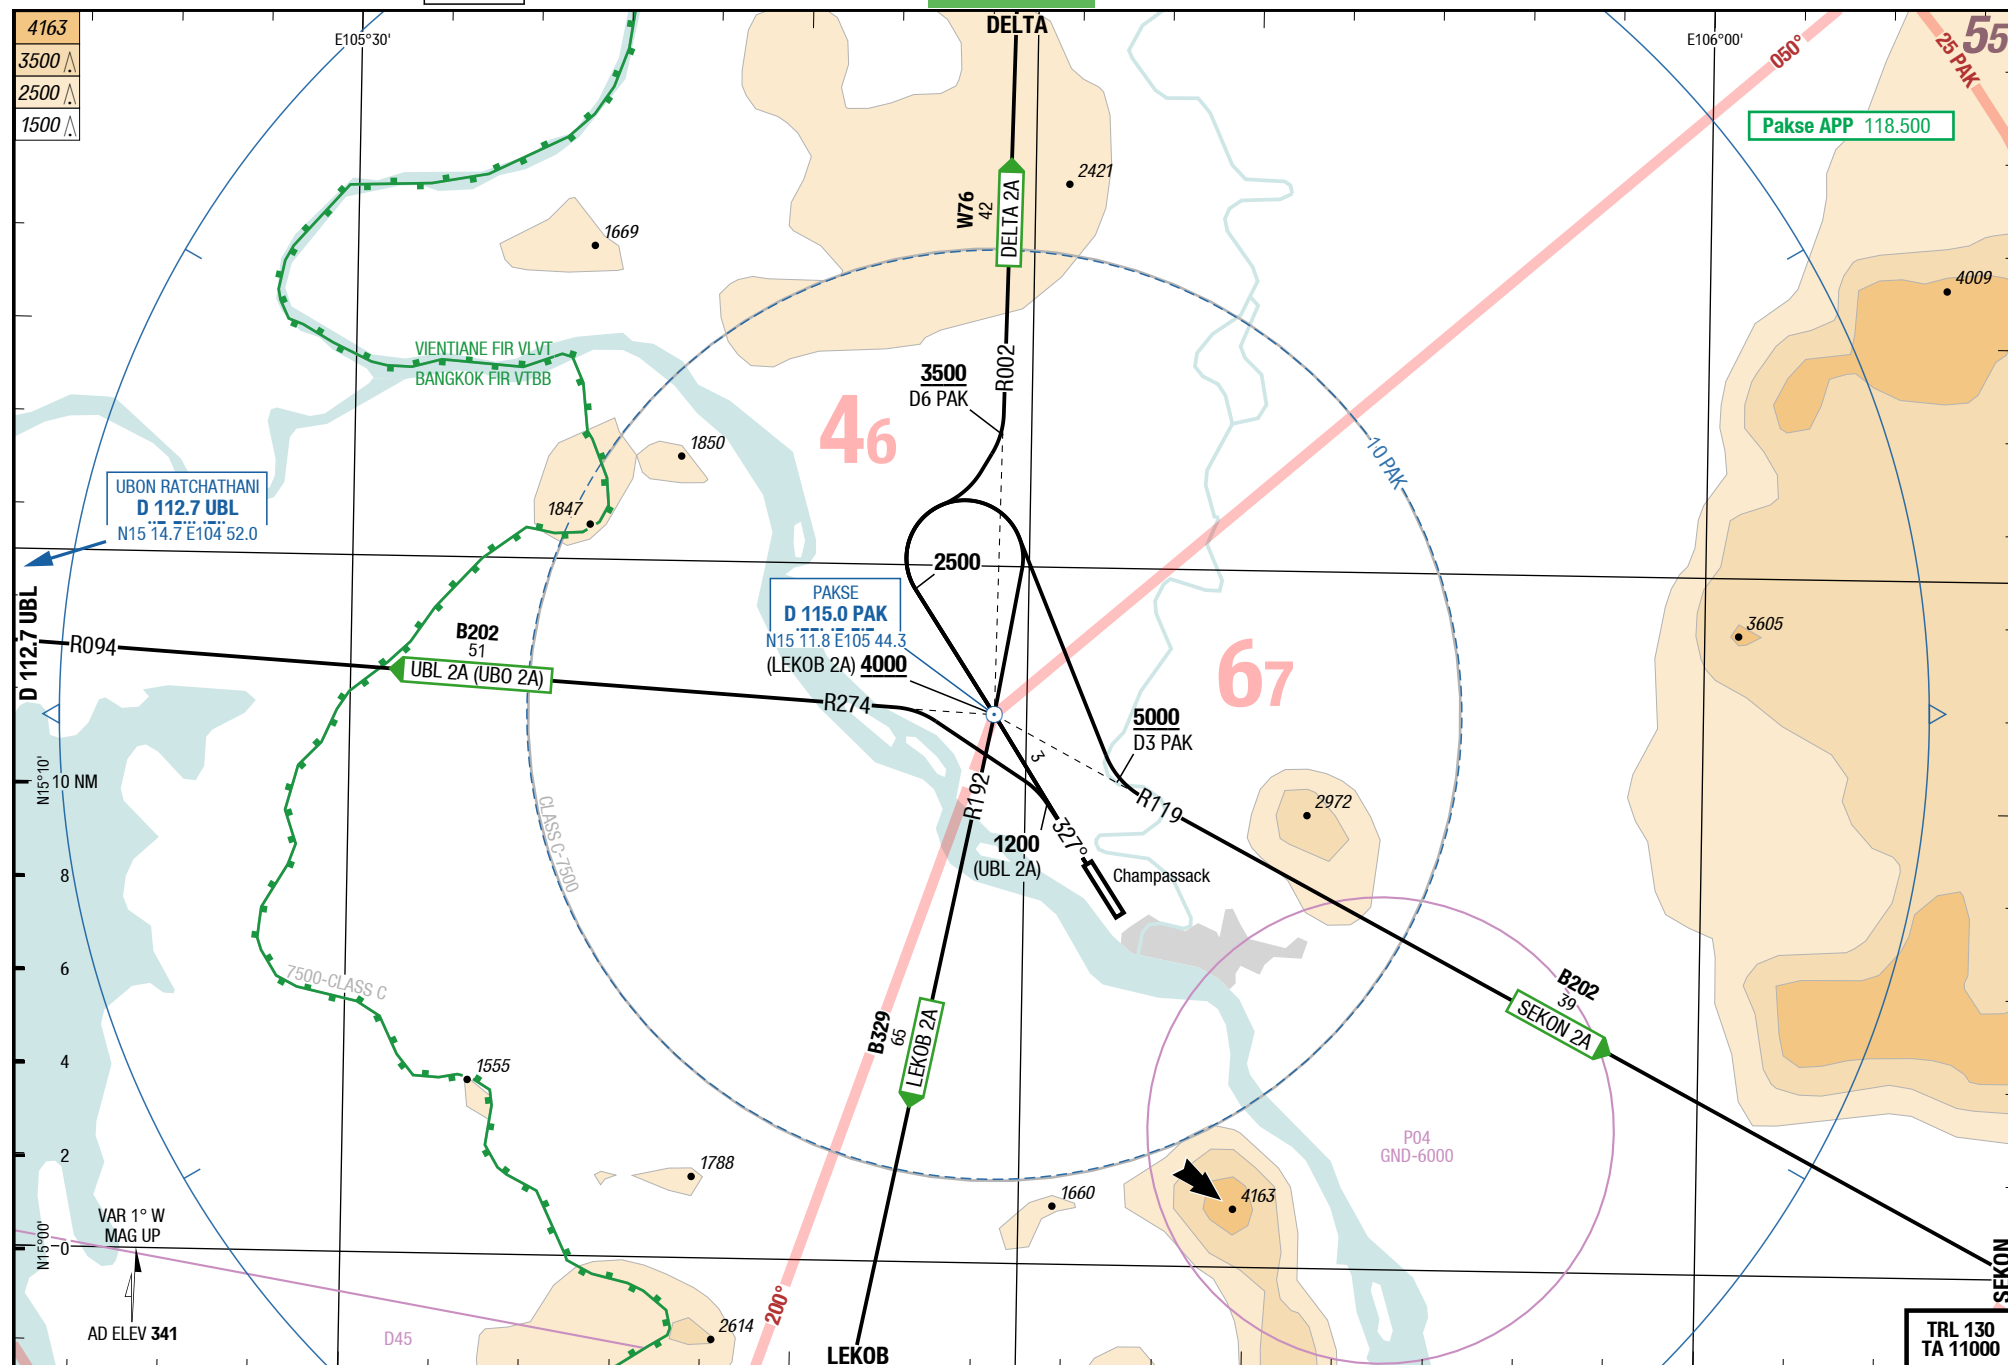 DELTA
4163
3500
2500
1500
E105°30'
E106°00'
55
050°
25 PAK
Pakse APP 118.500
2421
W76
42
DELTA 2A
1669
4009
VIENTIANE FIR VLVT
BANGKOK FIR VTBB
R002
3500
D6 PAK
46
10 PAK
1850
1847
UBON RATCHATHANI
D 112.7 UBL
N15 14.7 E104 52.0
2500
D 112.7 UBL
PAKSE
D 115.0 PAK
N15 11.8 E105 44.3
(LEKOB 2A) 4000
3605
67
R094
B202
51
UBL 2A (UBO 2A)
R274
5000
D3 PAK
3
N15°10'
10 NM
R192
R119
2972
CLASS C-7500
327°
1200
(UBL 2A)
8
Champassack
6
7500-CLASS C
B202
39
SEKON 2A
B329
65
LEKOB 2A
4
1555
2
P04
GND-6000
1788
1660
4163
VAR 1° W
MAG UP
N15°00'
0
SEKON
200°
AD ELEV 341
D45
2614
LEKOB
TRL 130
TA 11000